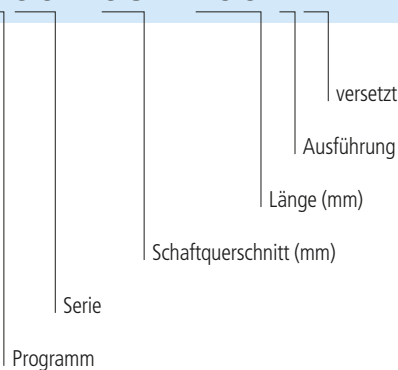 versetzt
Ausführung
Länge (mm)
Schaftquerschnitt (mm)
Serie
Programm